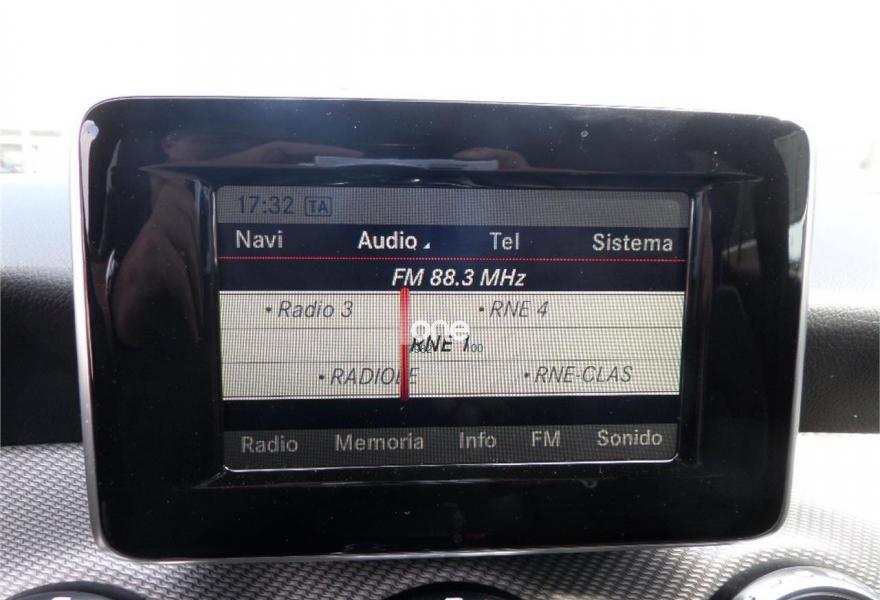 17:32 TA
Navi Audio Tel Sistema
FM 88.3 MHz
• Radio 3 • RNE 4
one
RNE 1
• RNE-CLAS
Radio Memoria Info FM Sonido